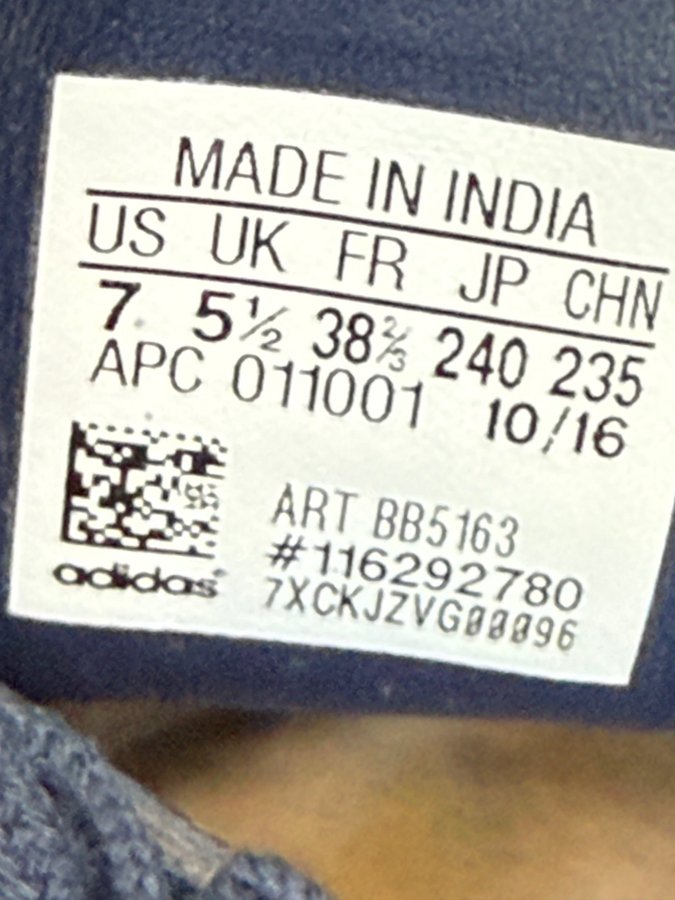 MADE IN INDIA
US UK FR JP CHN
7 5½ 38⅔ 240 235
APC 011001 10/16
ART BB5163
#116292780
adidas
7XCKJZVG00096